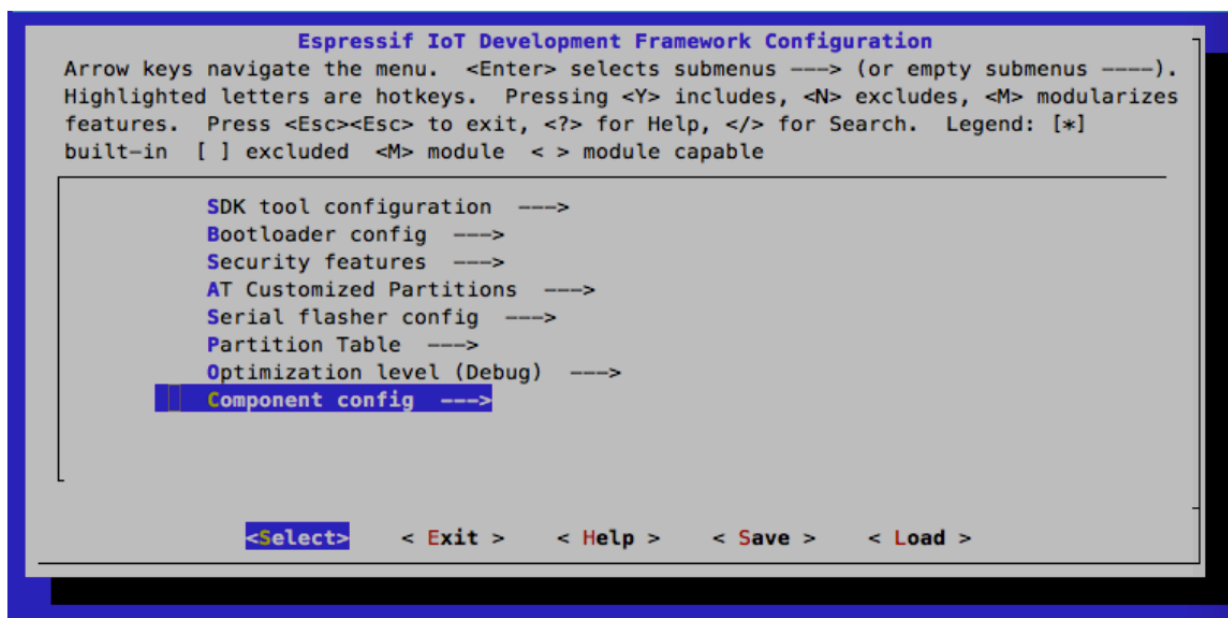 Espressif IoT Development Framework Configuration
Arrow keys navigate the menu.  <Enter> selects submenus ---> (or empty submenus ----).
Highlighted letters are hotkeys.  Pressing <Y> includes, <N> excludes, <M> modularizes
features.  Press <Esc><Esc> to exit, <?> for Help, </> for Search.  Legend: [*]
built-in  [ ] excluded  <M> module  < > module capable
SDK tool configuration  --->
Bootloader config  --->
Security features  --->
AT Customized Partitions  --->
Serial flasher config  --->
Partition Table  --->
Optimization level (Debug)  --->
Component config  --->
<Select>    < Exit >    < Help >    < Save >    < Load >